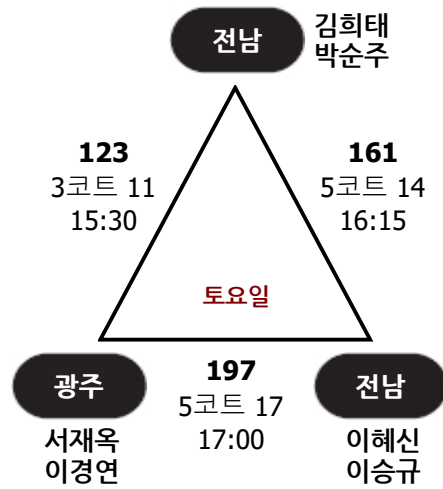 전남
김희태
박순주
123
3코트 11
15:30
161
5코트 14
16:15
토요일
광주
서재옥
이경연
197
5코트 17
17:00
전남
이혜신
이승규